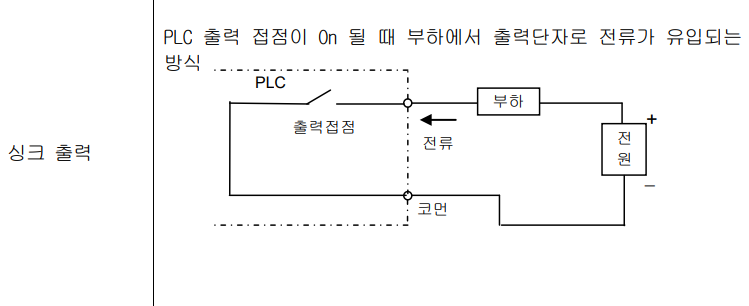 PLC 출력 접점이 On 될 때 부하에서 출력단자로 전류가 유입되는
방식
PLC
부하
출력접점
전류
+
전
원
싱크 출력
코먼
-